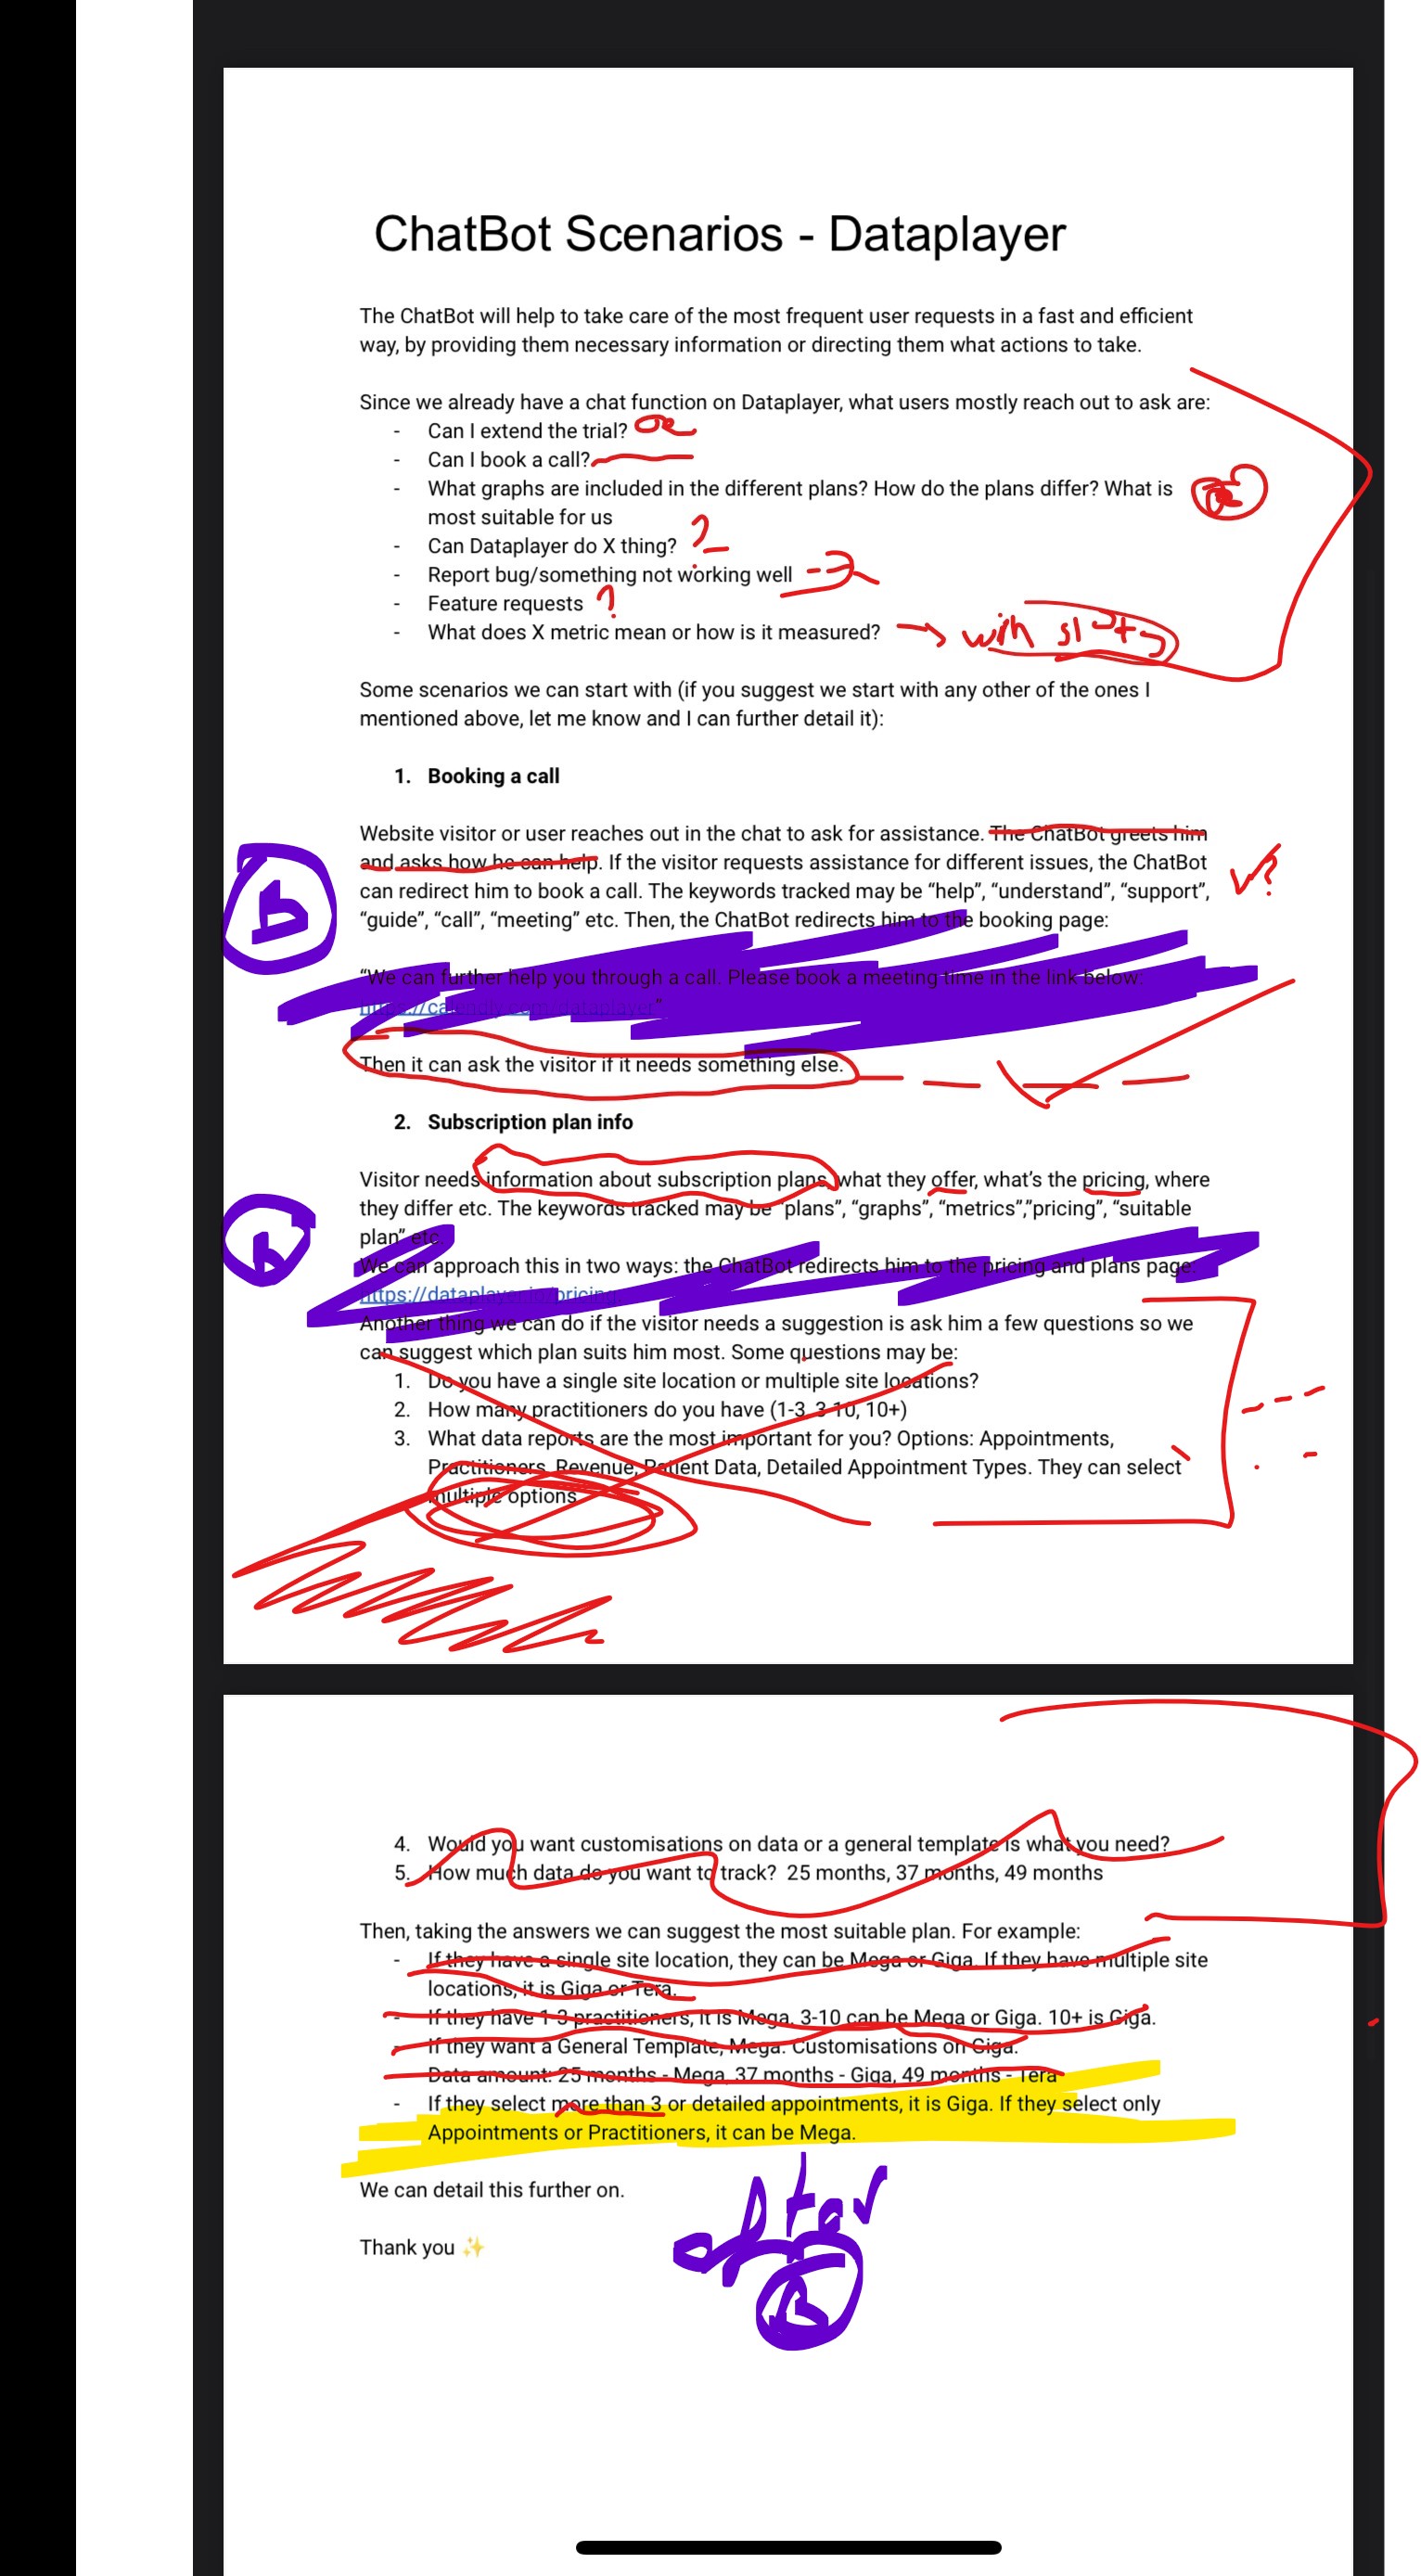 ChatBot Scenarios - Dataplayer
The ChatBot will help to take care of the most frequent user requests in a fast and efficient
way, by providing them necessary information or directing them what actions to take.
Since we already have a chat function on Dataplayer, what users mostly reach out to ask are:
- Can I extend the trial?
- Can I book a call?
- What graphs are included in the different plans? How do the plans differ? What is
most suitable for us
- Can Dataplayer do X thing? ?
- Report bug/something not working well
- Feature requests ?
- What does X metric mean or how is it measured? → with
Some scenarios we can start with (if you suggest we start with any other of the ones I
mentioned above, let me know and I can further detail it):
1. Booking a call
Website visitor or user reaches out in the chat to ask for assistance. The ChatBot greets him
and asks how he can help. If the visitor requests assistance for different issues, the ChatBot
can redirect him to book a call. The keywords tracked may be “help”, “understand”, “support”,
“guide”, “call”, “meeting” etc. Then, the ChatBot redirects him to the booking page:
“We can further help you through a call. Please book a meeting time in the link below:
https://calendly.com/dataplayer”
Then it can ask the visitor if it needs something else.
2. Subscription plan info
Visitor needs information about subscription plans, what they offer, what’s the pricing, where
they differ etc. The keywords tracked may be “plans”, “graphs”, “metrics”,”pricing”, “suitable
plan” etc.
We can approach this in two ways: the ChatBot redirects him to the pricing and plans page:
https://dataplayer.io/pricing.
Another thing we can do if the visitor needs a suggestion is ask him a few questions so we
can suggest which plan suits him most. Some questions may be:
1. Do you have a single site location or multiple site locations?
2. How many practitioners do you have (1-3, 3-10, 10+)
3. What data reports are the most important for you? Options: Appointments,
Practitioners, Revenue, Patient Data, Detailed Appointment Types. They can select
multiple options
4. Would you want customisations on data or a general template is what you need?
5. How much data do you want to track? 25 months, 37 months, 49 months
Then, taking the answers we can suggest the most suitable plan. For example:
- If they have a single site location, they can be Mega or Giga. If they have multiple site
locations, it is Giga or Tera.
- If they have 1-3 practitioners, it is Mega. 3-10 can be Mega or Giga. 10+ is Giga.
- If they want a General Template, Mega. Customisations on Giga.
- Data amount: 25 months - Mega, 37 months - Giga, 49 months - Tera
- If they select more than 3 or detailed appointments, it is Giga. If they select only
Appointments or Practitioners, it can be Mega.
We can detail this further on.
Thank you ✨
after